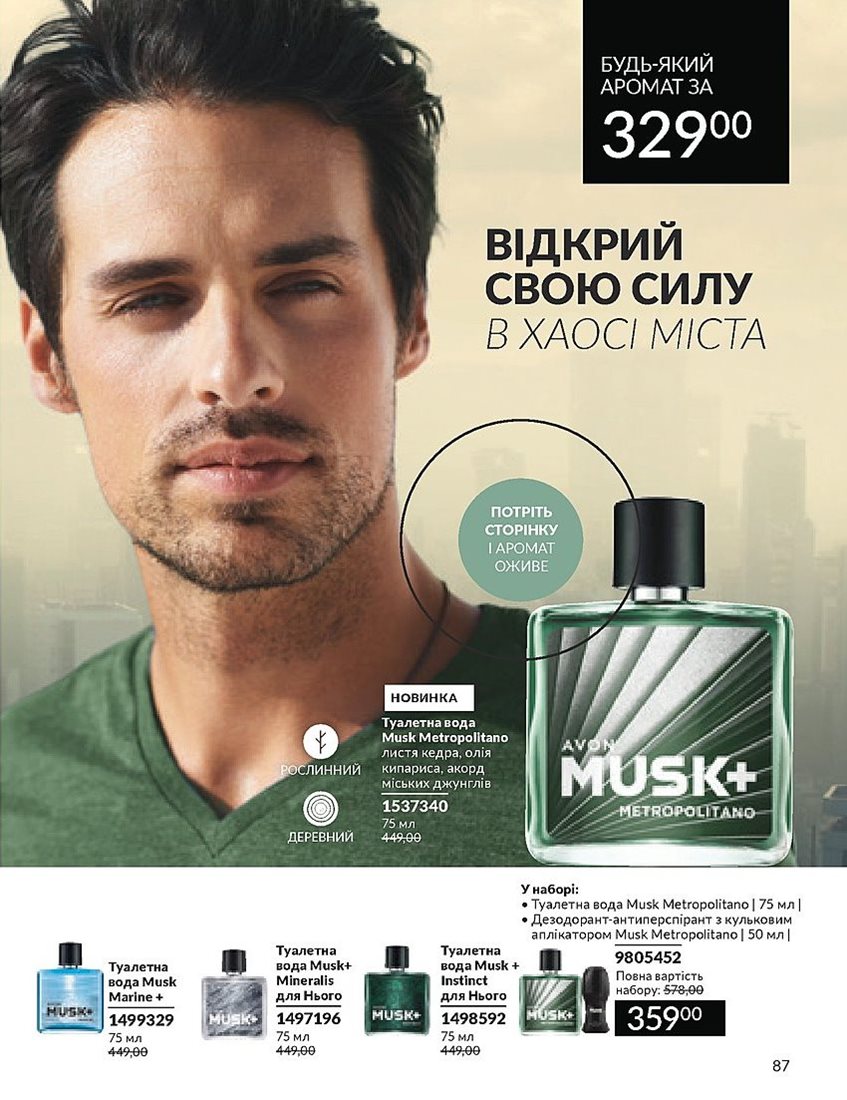 БУДЬ-ЯКИЙ
АРОМАТ ЗА
329⁰⁰
ВІДКРИЙ
СВОЮ СИЛУ
В ХАОСІ МІСТА
ПОТРІТЬ
СТОРІНКУ
І АРОМАТ
ОЖИВЕ
НОВИНКА
Туалетна вода
Musk Metropolitano
листя кедра, олія
кипариса, акорд
міських джунглів
1537340
75 мл
449,00
РОСЛИННИЙ
ДЕРЕВНИЙ
AVON
MUSK+
METROPOLITANO
У наборі:
• Туалетна вода Musk Metropolitano | 75 мл |
• Дезодорант-антиперспірант з кульковим
аплікатором Musk Metropolitano | 50 мл |
9805452
Повна вартість
набору: 578,00
359⁰⁰
MUSK+
Туалетна
вода Musk
Marine +
1499329
75 мл
449,00
MUSK+
Туалетна
вода Musk+
Mineralis
для Нього
1497196
75 мл
449,00
MUSK+
Туалетна
вода Musk +
Instinct
для Нього
1498592
75 мл
449,00
MUSK+
87